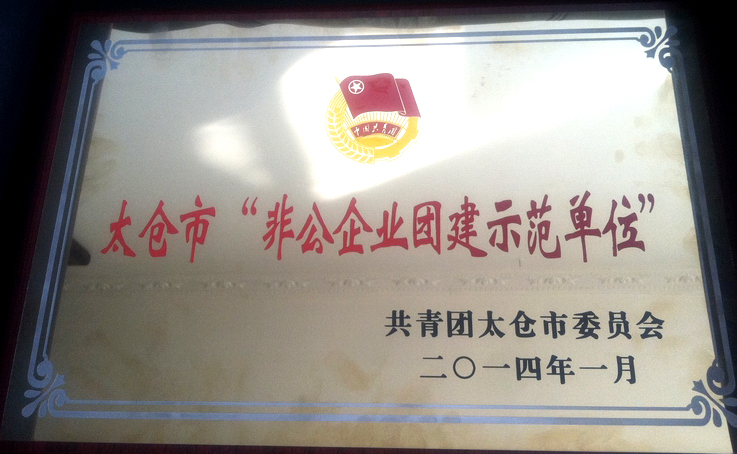 中国共青团
太仓市“非公企业团建示范单位”
共青团太仓市委员会
二〇一四年一月